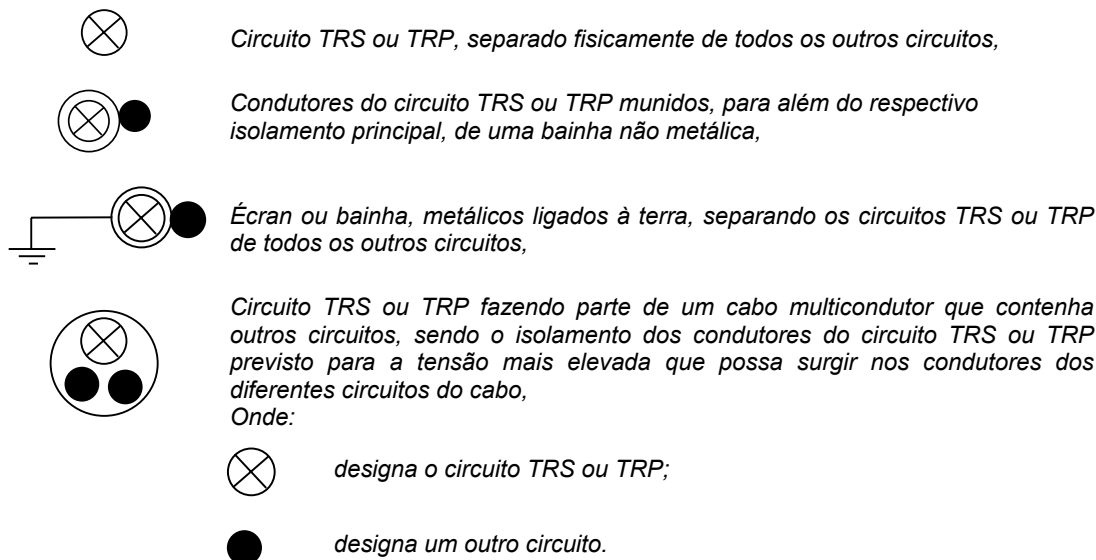 Circuito TRS ou TRP, separado fisicamente de todos os outros circuitos,
Condutores do circuito TRS ou TRP munidos, para além do respectivo
isolamento principal, de uma bainha não metálica,
Écran ou bainha, metálicos ligados à terra, separando os circuitos TRS ou TRP
de todos os outros circuitos,
Circuito TRS ou TRP fazendo parte de um cabo multicondutor que contenha
outros circuitos, sendo o isolamento dos condutores do circuito TRS ou TRP
previsto para a tensão mais elevada que possa surgir nos condutores dos
diferentes circuitos do cabo,
Onde:
designa o circuito TRS ou TRP;
designa um outro circuito.